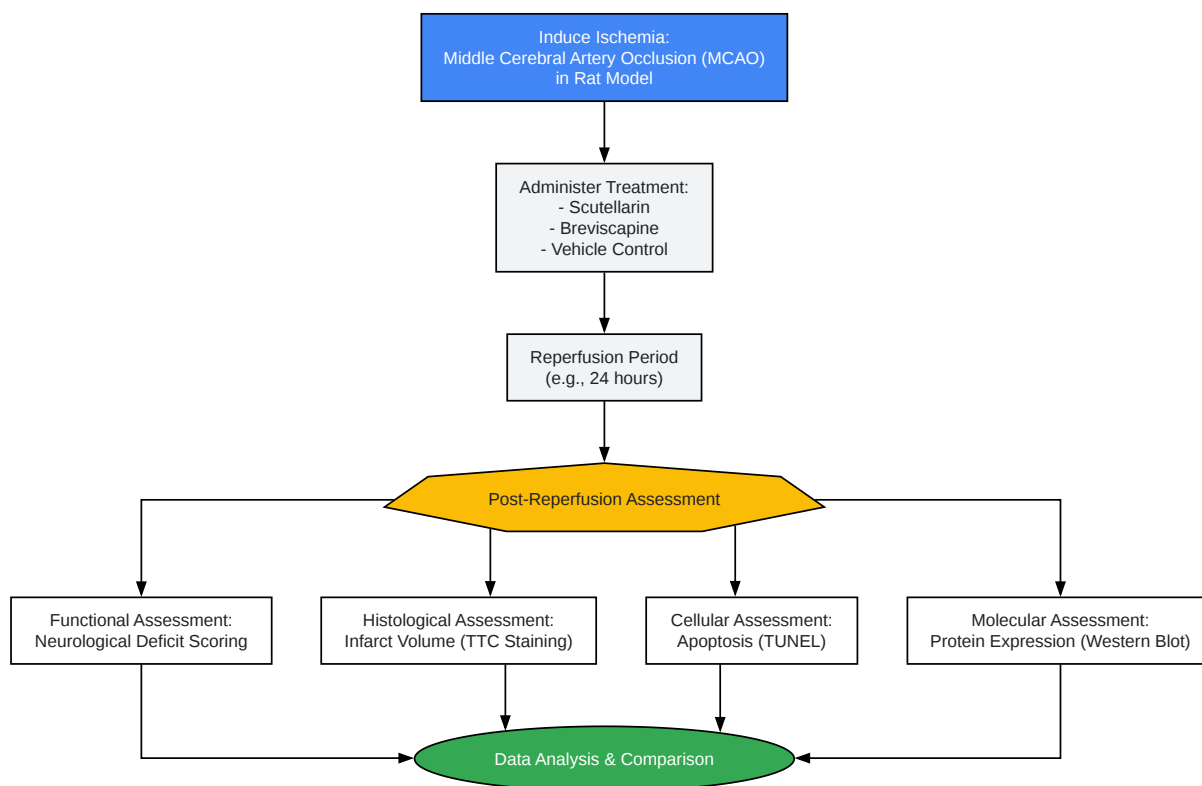 Induce Ischemia:
Middle Cerebral Artery Occlusion (MCAO)
in Rat Model
Administer Treatment:
- Scutellarin
- Breviscapine
- Vehicle Control
Reperfusion Period
(e.g., 24 hours)
Post-Reperfusion Assessment
Functional Assessment:
Neurological Deficit Scoring
Histological Assessment:
Infarct Volume (TTC Staining)
Cellular Assessment:
Apoptosis (TUNEL)
Molecular Assessment:
Protein Expression (Western Blot)
Data Analysis & Comparison